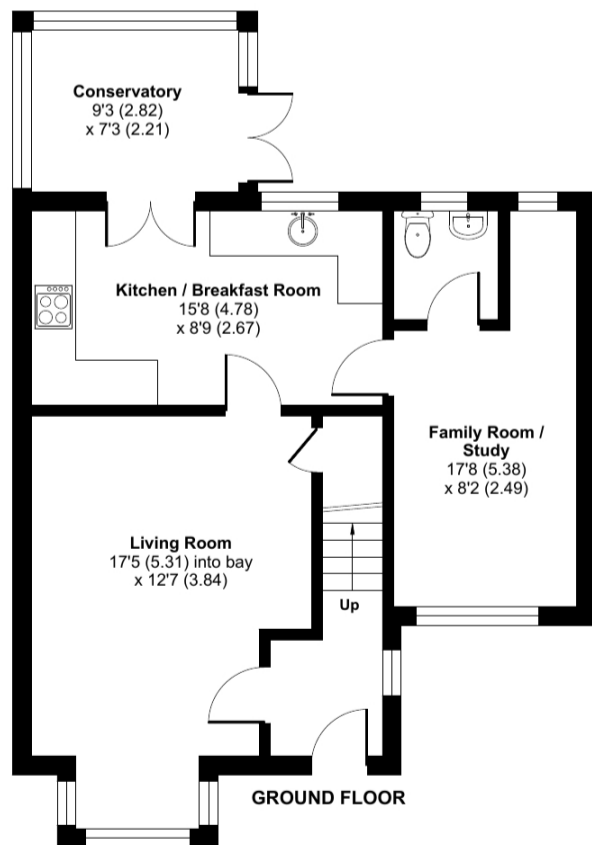 Conservatory
9'3 (2.82)
x 7'3 (2.21)
Kitchen / Breakfast Room
15'8 (4.78)
x 8'9 (2.67)
Family Room /
Study
17'8 (5.38)
x 8'2 (2.49)
Living Room
17'5 (5.31) into bay
x 12'7 (3.84)
Up
GROUND FLOOR